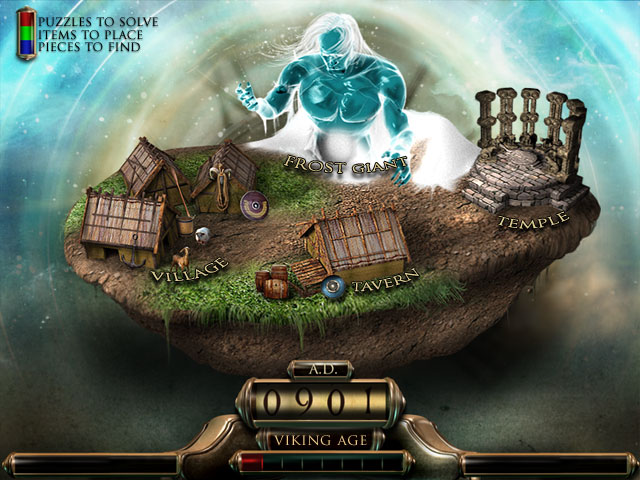 PUZZLES TO SOLVE
ITEMS TO PLACE
PIECES TO FIND
FROST GIANT
TEMPLE
VILLAGE
TAVERN
A.D.
0901
VIKING AGE